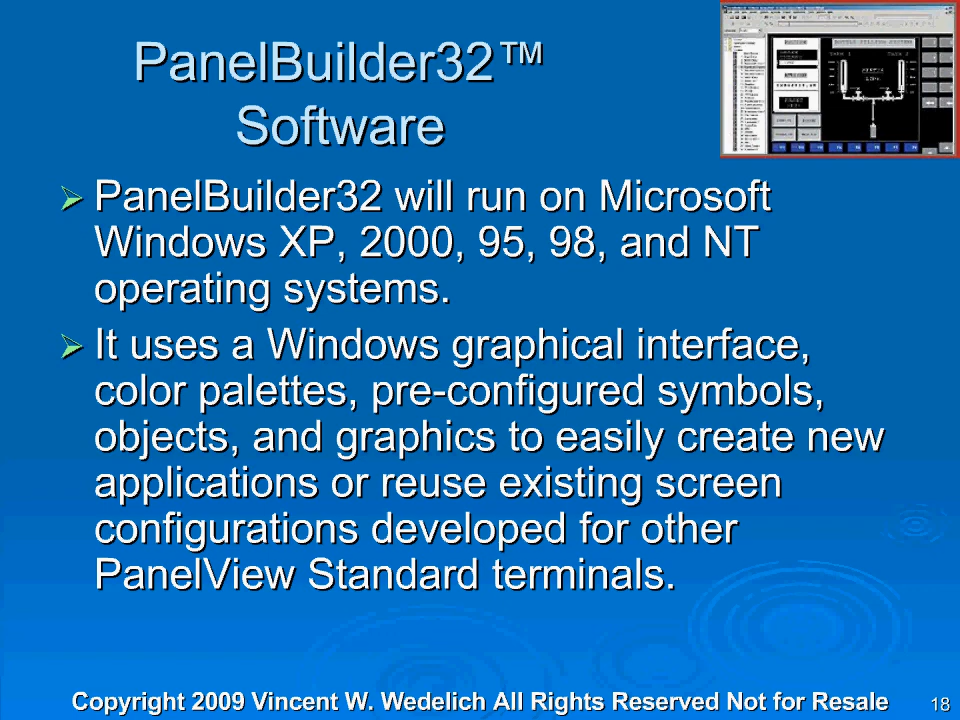 PanelBuilder32™
Software
➢ PanelBuilder32 will run on Microsoft
Windows XP, 2000, 95, 98, and NT
operating systems.
➢ It uses a Windows graphical interface,
color palettes, pre-configured symbols,
objects, and graphics to easily create new
applications or reuse existing screen
configurations developed for other
PanelView Standard terminals.
Copyright 2009 Vincent W. Wedelich All Rights Reserved Not for Resale
18